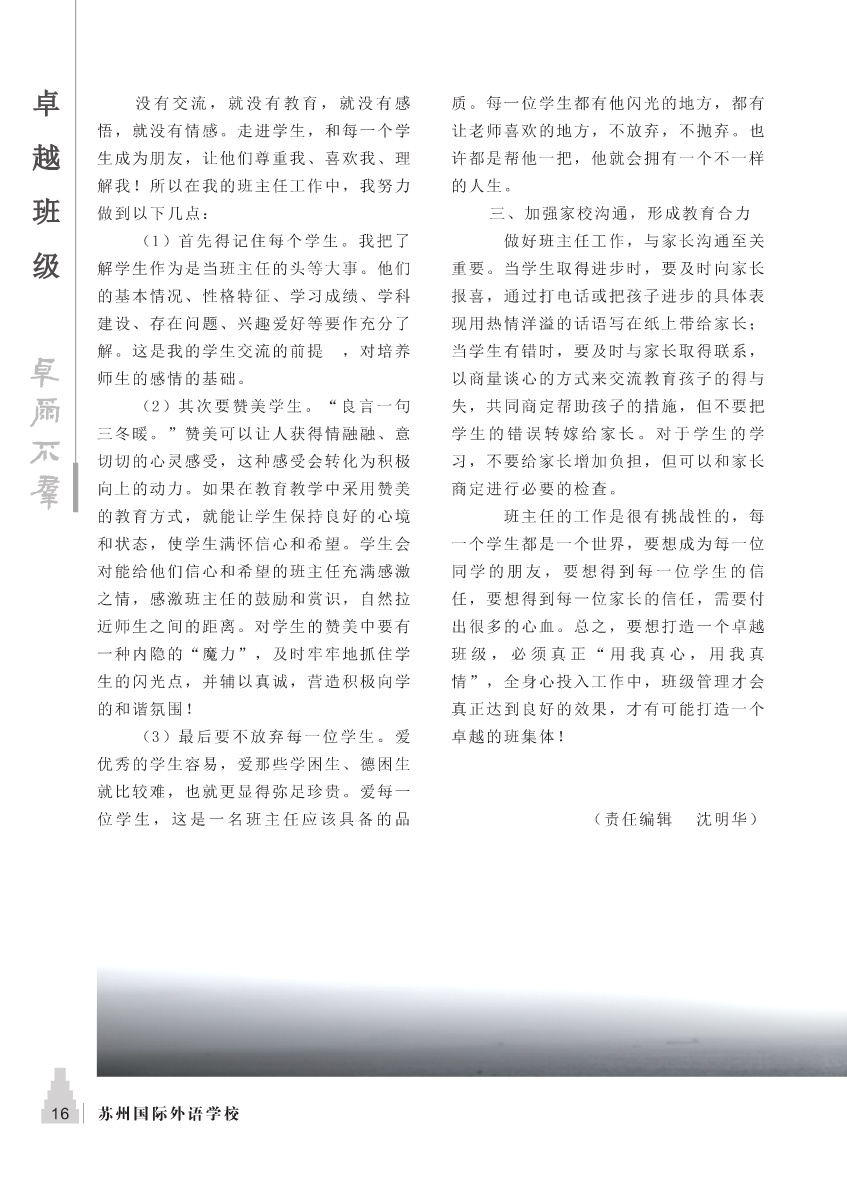 卓
越
班
级
卓
尔
不
群
没有交流，就没有教育，就没有感
悟，就没有情感。走进学生，和每一个学
生成为朋友，让他们尊重我、喜欢我、理
解我！所以在我的班主任工作中，我努力
做到以下几点：
（1）首先得记住每个学生。我把了
解学生作为是当班主任的头等大事。他们
的基本情况、性格特征、学习成绩、学科
建设、存在问题、兴趣爱好等要作充分了
解。这是我的学生交流的前提 ，对培养
师生的感情的基础。
（2）其次要赞美学生。“良言一句
三冬暖。”赞美可以让人获得情融融、意
切切的心灵感受，这种感受会转化为积极
向上的动力。如果在教育教学中采用赞美
的教育方式，就能让学生保持良好的心境
和状态，使学生满怀信心和希望。学生会
对能给他们信心和希望的班主任充满感激
之情，感激班主任的鼓励和赏识，自然拉
近师生之间的距离。对学生的赞美中要有
一种内隐的“魔力”，及时牢牢地抓住学
生的闪光点，并辅以真诚，营造积极向学
的和谐氛围！
（3）最后要不放弃每一位学生。爱
优秀的学生容易，爱那些学困生、德困生
就比较难，也就更显得弥足珍贵。爱每一
位学生，这是一名班主任应该具备的品
质。每一位学生都有他闪光的地方，都有
让老师喜欢的地方，不放弃，不抛弃。也
许都是帮他一把，他就会拥有一个不一样
的人生。
三、加强家校沟通，形成教育合力
做好班主任工作，与家长沟通至关
重要。当学生取得进步时，要及时向家长
报喜，通过打电话或把孩子进步的具体表
现用热情洋溢的话语写在纸上带给家长；
当学生有错时，要及时与家长取得联系，
以商量谈心的方式来交流教育孩子的得与
失，共同商定帮助孩子的措施，但不要把
学生的错误转嫁给家长。对于学生的学
习，不要给家长增加负担，但可以和家长
商定进行必要的检查。
班主任的工作是很有挑战性的，每
一个学生都是一个世界，要想成为每一位
同学的朋友，要想得到每一位学生的信
任，要想得到每一位家长的信任，需要付
出很多的心血。总之，要想打造一个卓越
班级，必须真正“用我真心，用我真
情”，全身心投入工作中，班级管理才会
真正达到良好的效果，才有可能打造一个
卓越的班集体！
（责任编辑 沈明华）
16 苏州国际外语学校